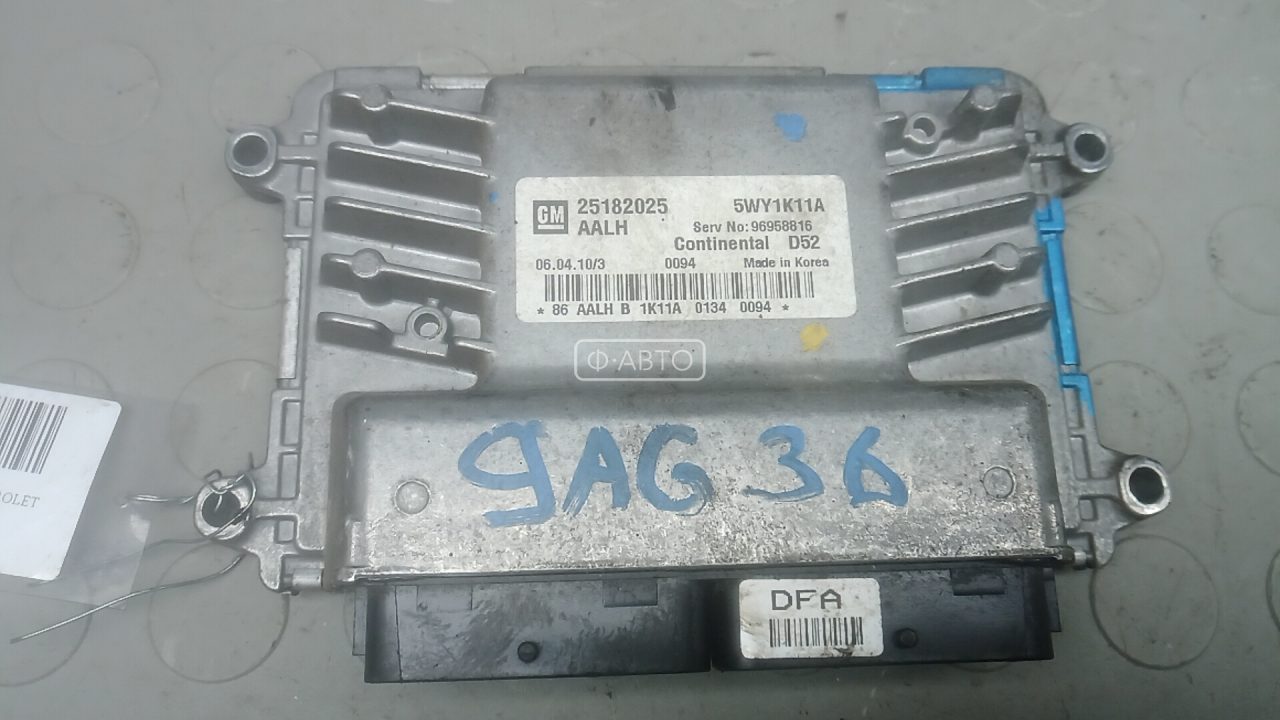 GM 25182025 5WY1K11A
AALH Serv No: 96958816
Continental D52
06.04.10/3 0094 Made in Korea
* 86 AALH B 1K11A 0134 0094 *
Ф·АВТО
9AG 36
DFA